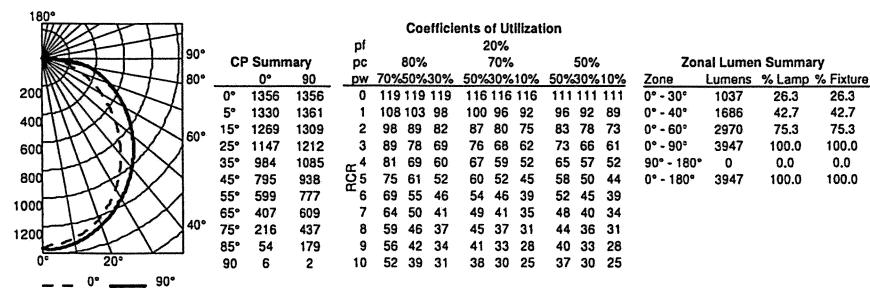 180°
90°
80°
60°
40°
200
400
600
800
1000
1200
0° 20°
0° 90°
CP Summary
0° 90
0° 1356 1356
5° 1330 1361
15° 1269 1309
25° 1147 1212
35° 984 1085
45° 795 938
55° 599 777
65° 407 609
75° 216 437
85° 54 179
90 6 2
Coefficients of Utilization
pf 20%
pc 80% 70% 50%
pw 70%50%30% 50%30%10% 50%30%10%
RCR
0 119 119 119 116 116 116 111 111 111
1 108 103 98 100 96 92 96 92 89
2 98 89 82 87 80 75 83 78 73
3 89 78 69 76 68 62 73 66 61
4 81 69 60 67 59 52 65 57 52
5 75 61 52 60 52 45 58 50 44
6 69 55 46 54 46 39 52 45 39
7 64 50 41 49 41 35 48 40 34
8 59 46 37 45 37 31 44 36 31
9 56 42 34 41 33 28 40 33 28
10 52 39 31 38 30 25 37 30 25
Zonal Lumen Summary
Zone Lumens % Lamp % Fixture
0° - 30° 1037 26.3 26.3
0° - 40° 1686 42.7 42.7
0° - 60° 2970 75.3 75.3
0° - 90° 3947 100.0 100.0
90° - 180° 0 0.0 0.0
0° - 180° 3947 100.0 100.0